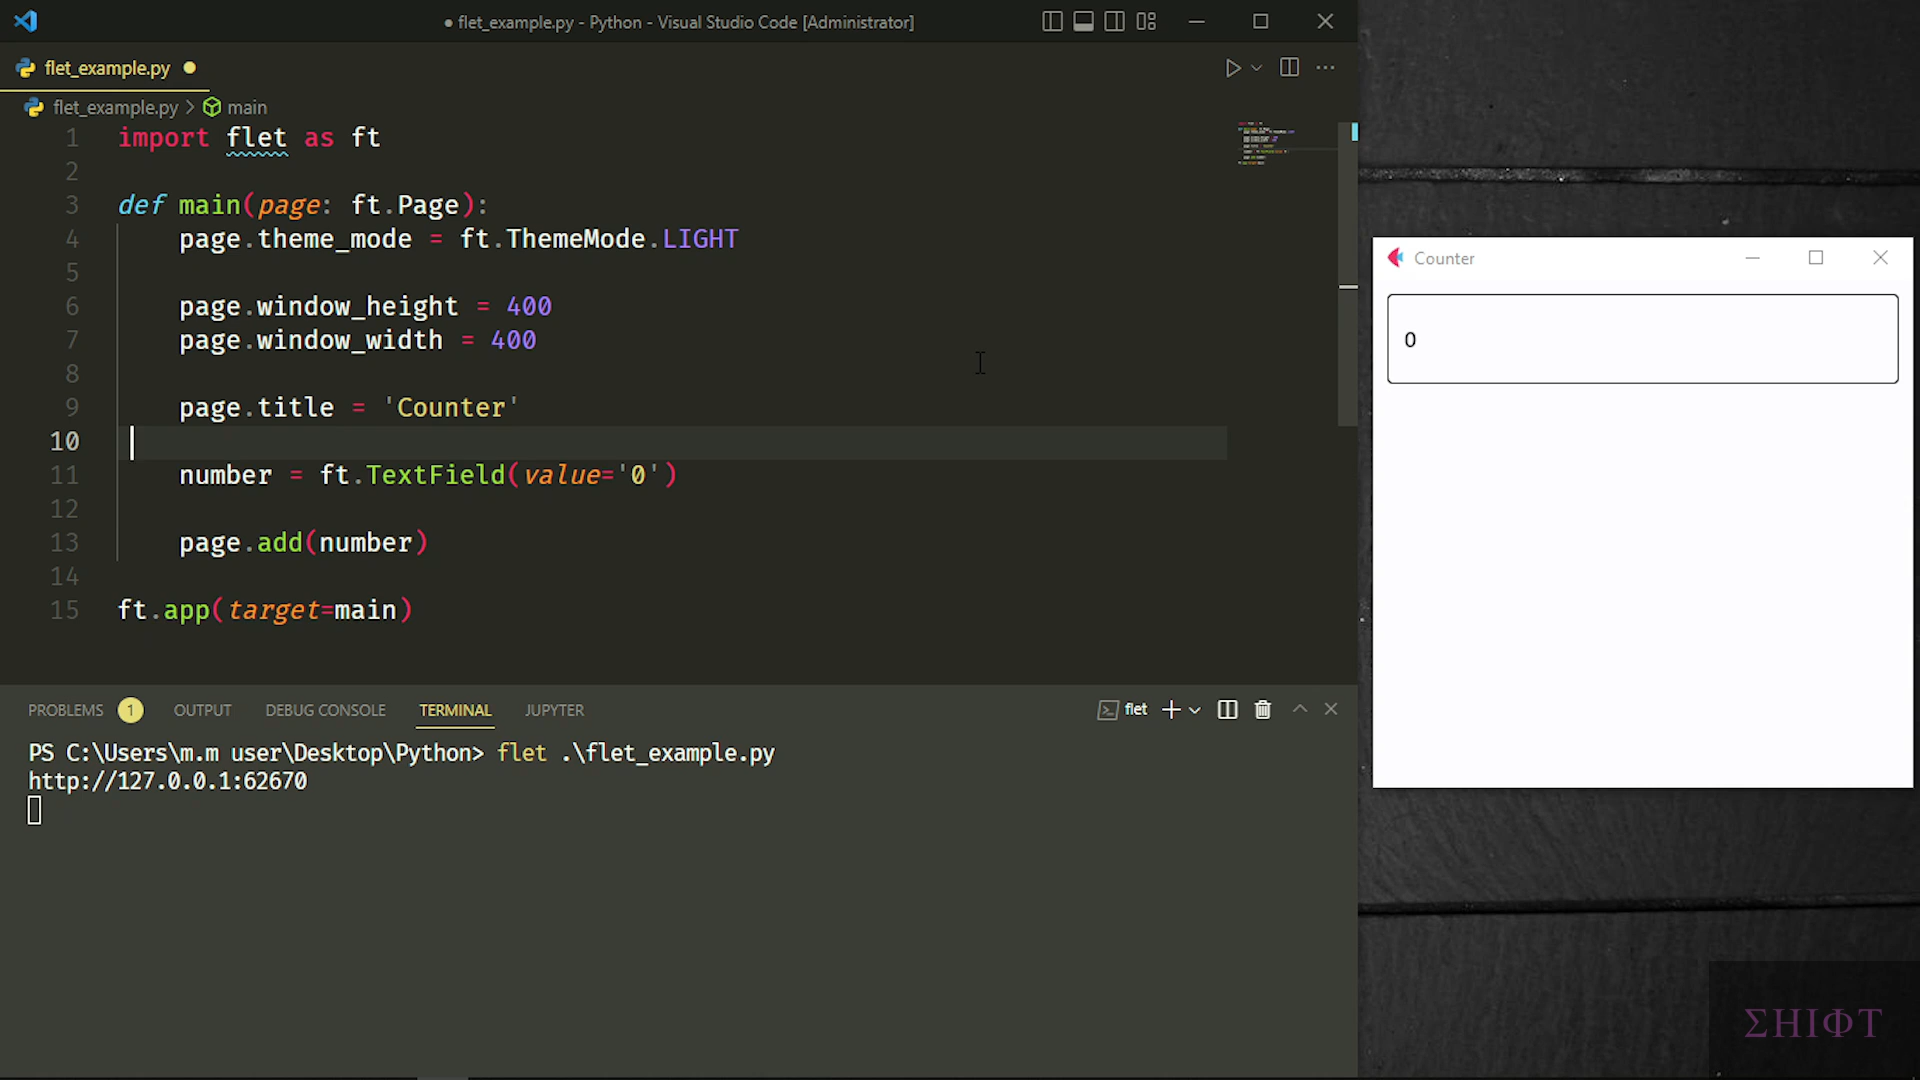 ● flet_example.py - Python - Visual Studio Code [Administrator]
flet_example.py ●
flet_example.py > main
1 import flet as ft
2
3 def main(page: ft.Page):
4     page.theme_mode = ft.ThemeMode.LIGHT
5
6     page.window_height = 400
7     page.window_width = 400
8
9     page.title = 'Counter'
10
11     number = ft.TextField(value='0')
12
13     page.add(number)
14
15 ft.app(target=main)
PROBLEMS 1 OUTPUT DEBUG CONSOLE TERMINAL JUPYTER flet
PS C:\Users\m.m user\Desktop\Python> flet .\flet_example.py
http://127.0.0.1:62670
Counter
0
ΣHIΦT